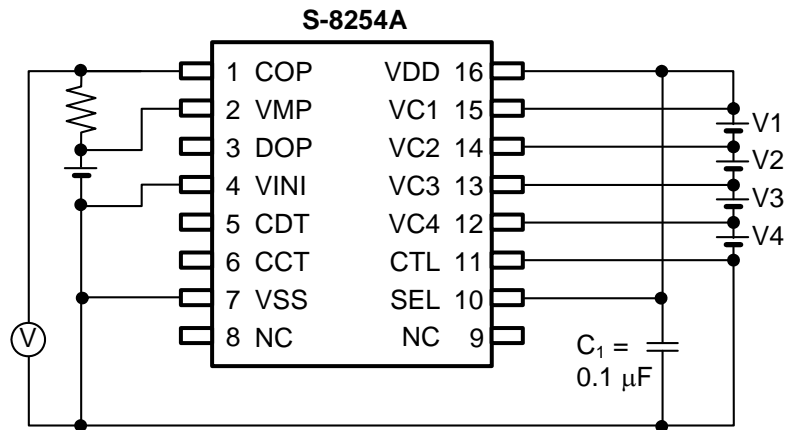 S-8254A
1 COP VDD 16
2 VMP VC1 15
V1
3 DOP VC2 14
V2
4 VINI VC3 13
V3
5 CDT VC4 12
V4
6 CCT CTL 11
7 VSS SEL 10
8 NC NC 9
V
C₁ =
0.1 μF